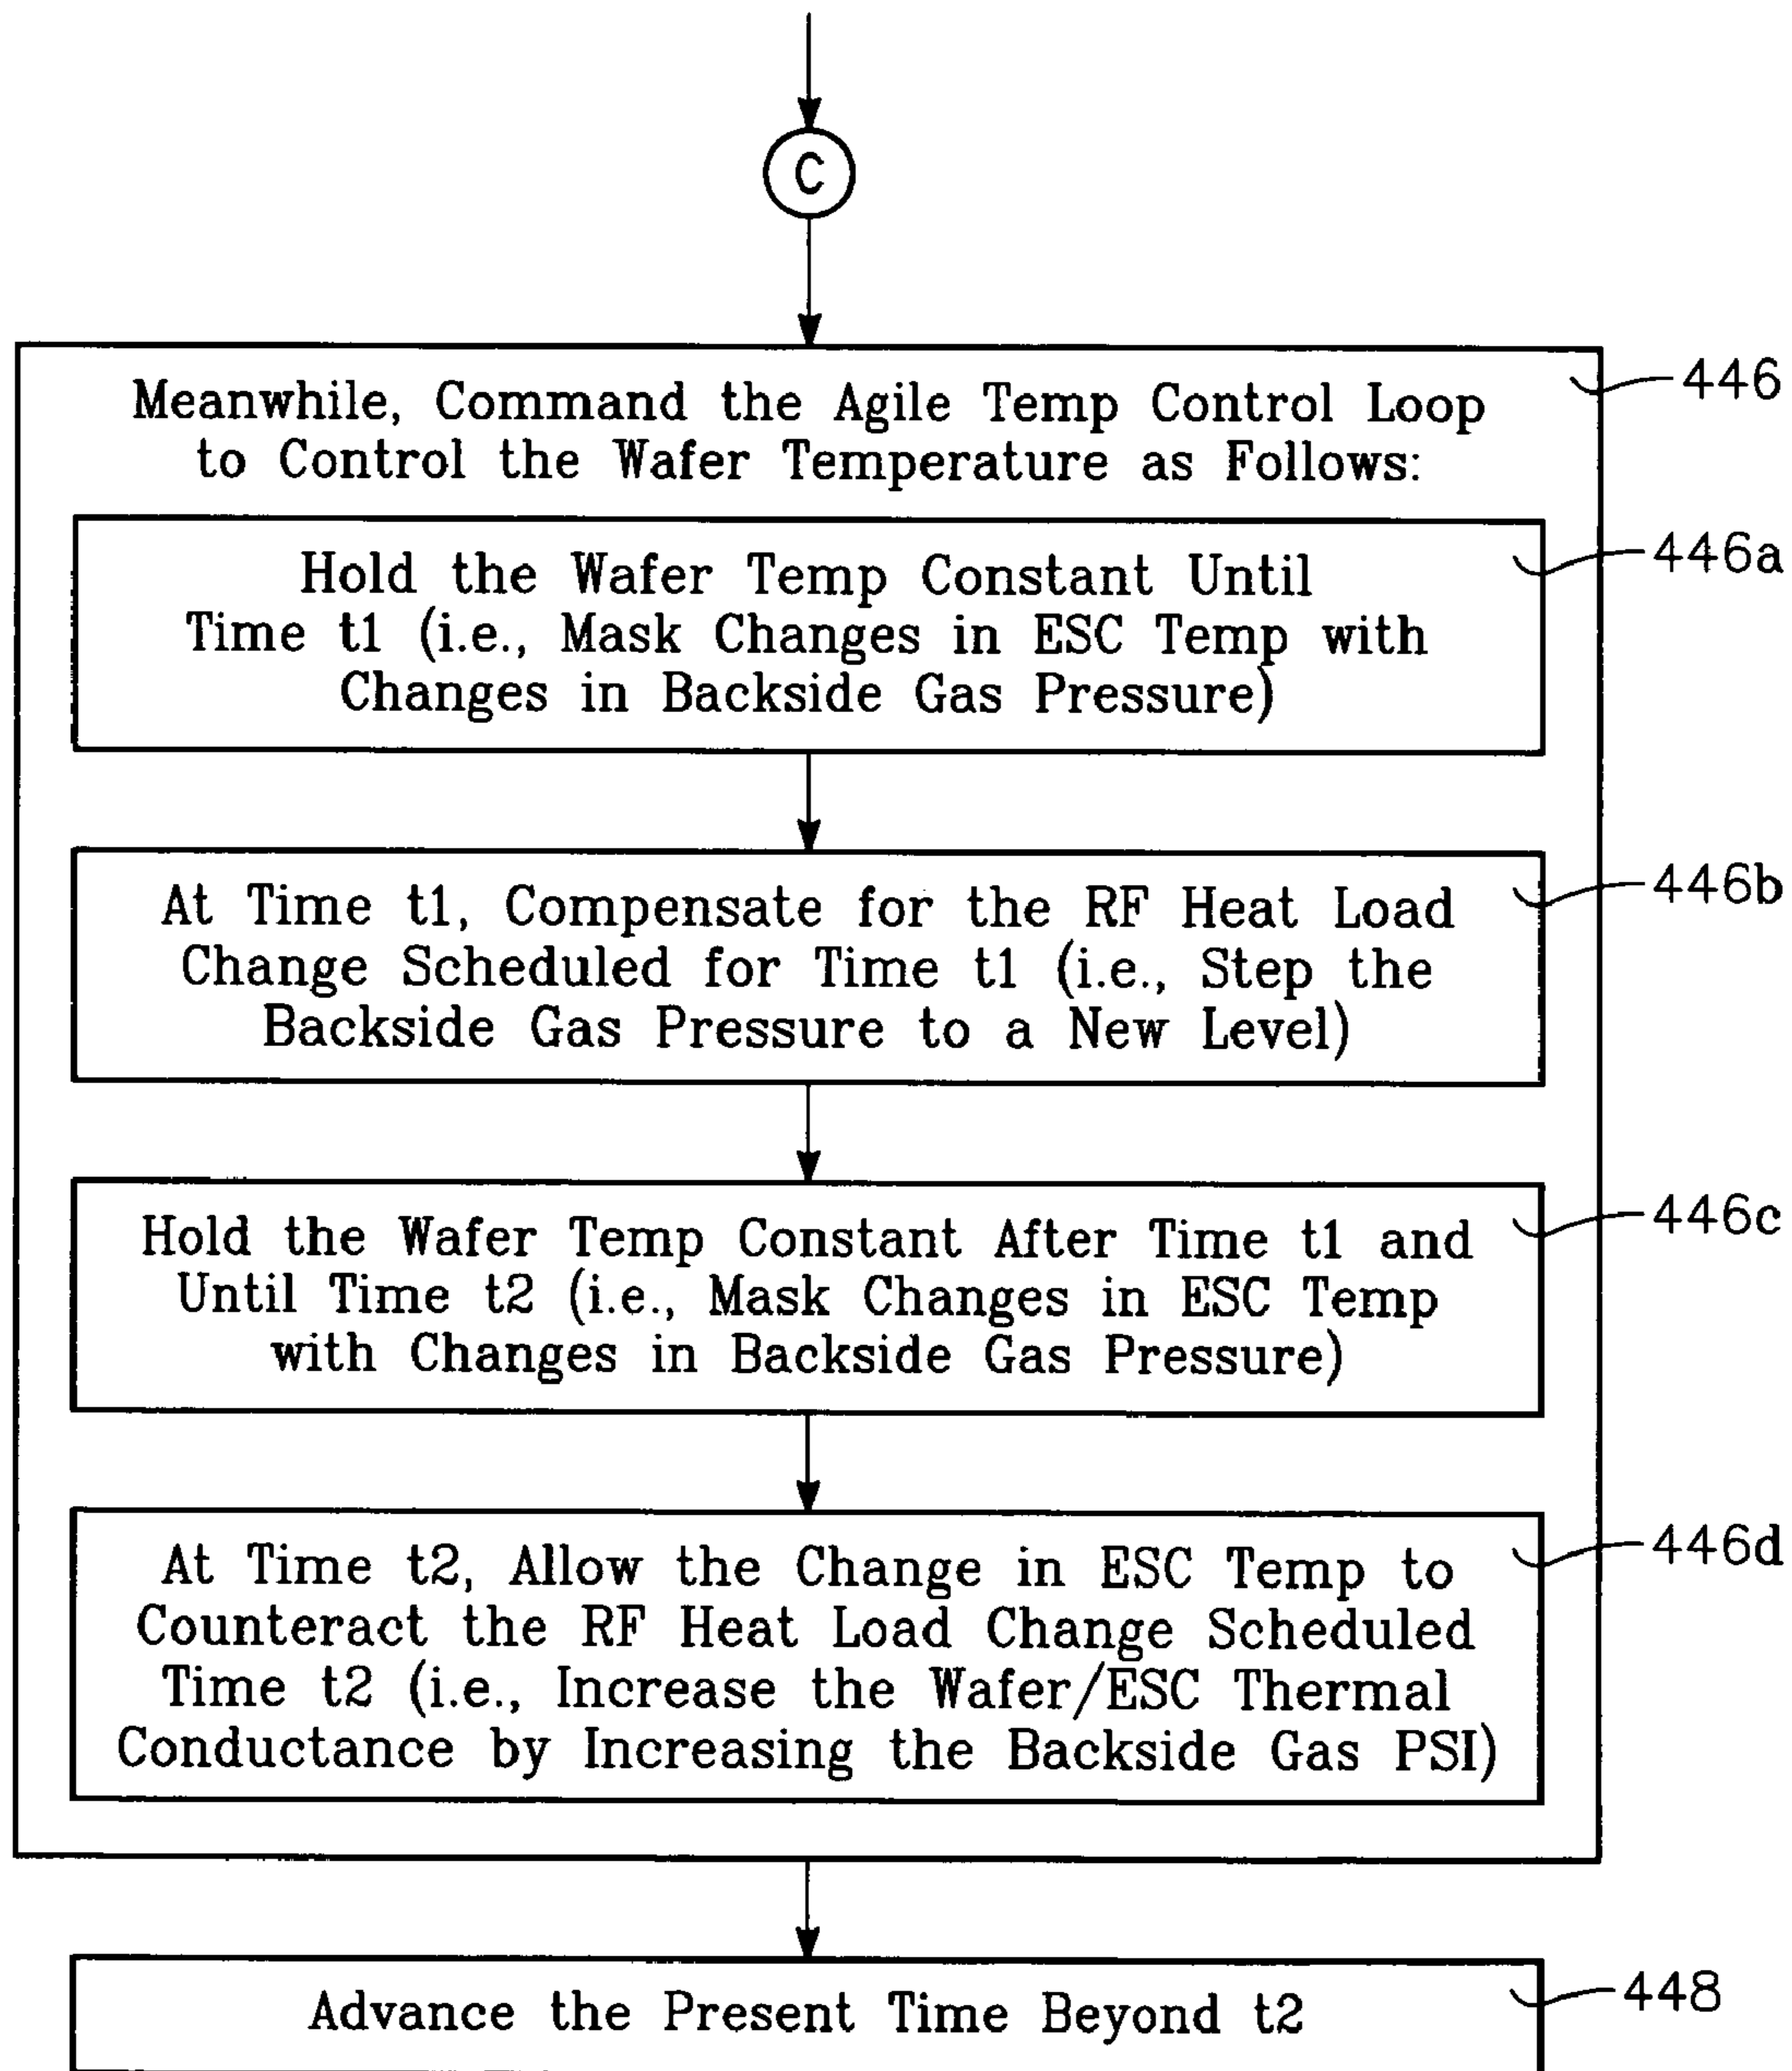 C
Meanwhile, Command the Agile Temp Control Loop
to Control the Wafer Temperature as Follows:
446
Hold the Wafer Temp Constant Until
Time t1 (i.e., Mask Changes in ESC Temp with
Changes in Backside Gas Pressure)
446a
At Time t1, Compensate for the RF Heat Load
Change Scheduled for Time t1 (i.e., Step the
Backside Gas Pressure to a New Level)
446b
Hold the Wafer Temp Constant After Time t1 and
Until Time t2 (i.e., Mask Changes in ESC Temp
with Changes in Backside Gas Pressure)
446c
At Time t2, Allow the Change in ESC Temp to
Counteract the RF Heat Load Change Scheduled
Time t2 (i.e., Increase the Wafer/ESC Thermal
Conductance by Increasing the Backside Gas PSI)
446d
Advance the Present Time Beyond t2
448